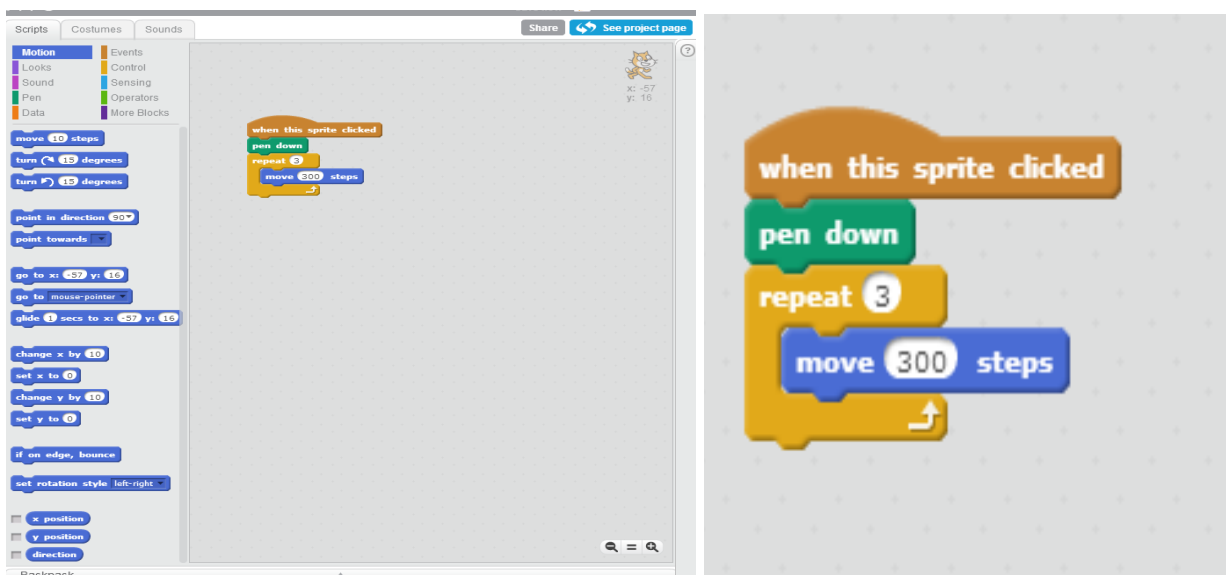 Scripts Costumes Sounds Share See project page
Motion Events
Looks Control
Sound Sensing
Pen Operators
Data More Blocks
x: -57
y: 16
move 10 steps
turn 15 degrees
turn 15 degrees
point in direction 90
point towards
go to x: -57 y: 16
go to mouse-pointer
glide 1 secs to x: -57 y: 16
change x by 10
set x to 0
change y by 10
set y to 0
if on edge, bounce
set rotation style left-right
x position
y position
direction
Backpack
when this sprite clicked
pen down
repeat 3
move 300 steps
when this sprite clicked
pen down
repeat 3
move 300 steps